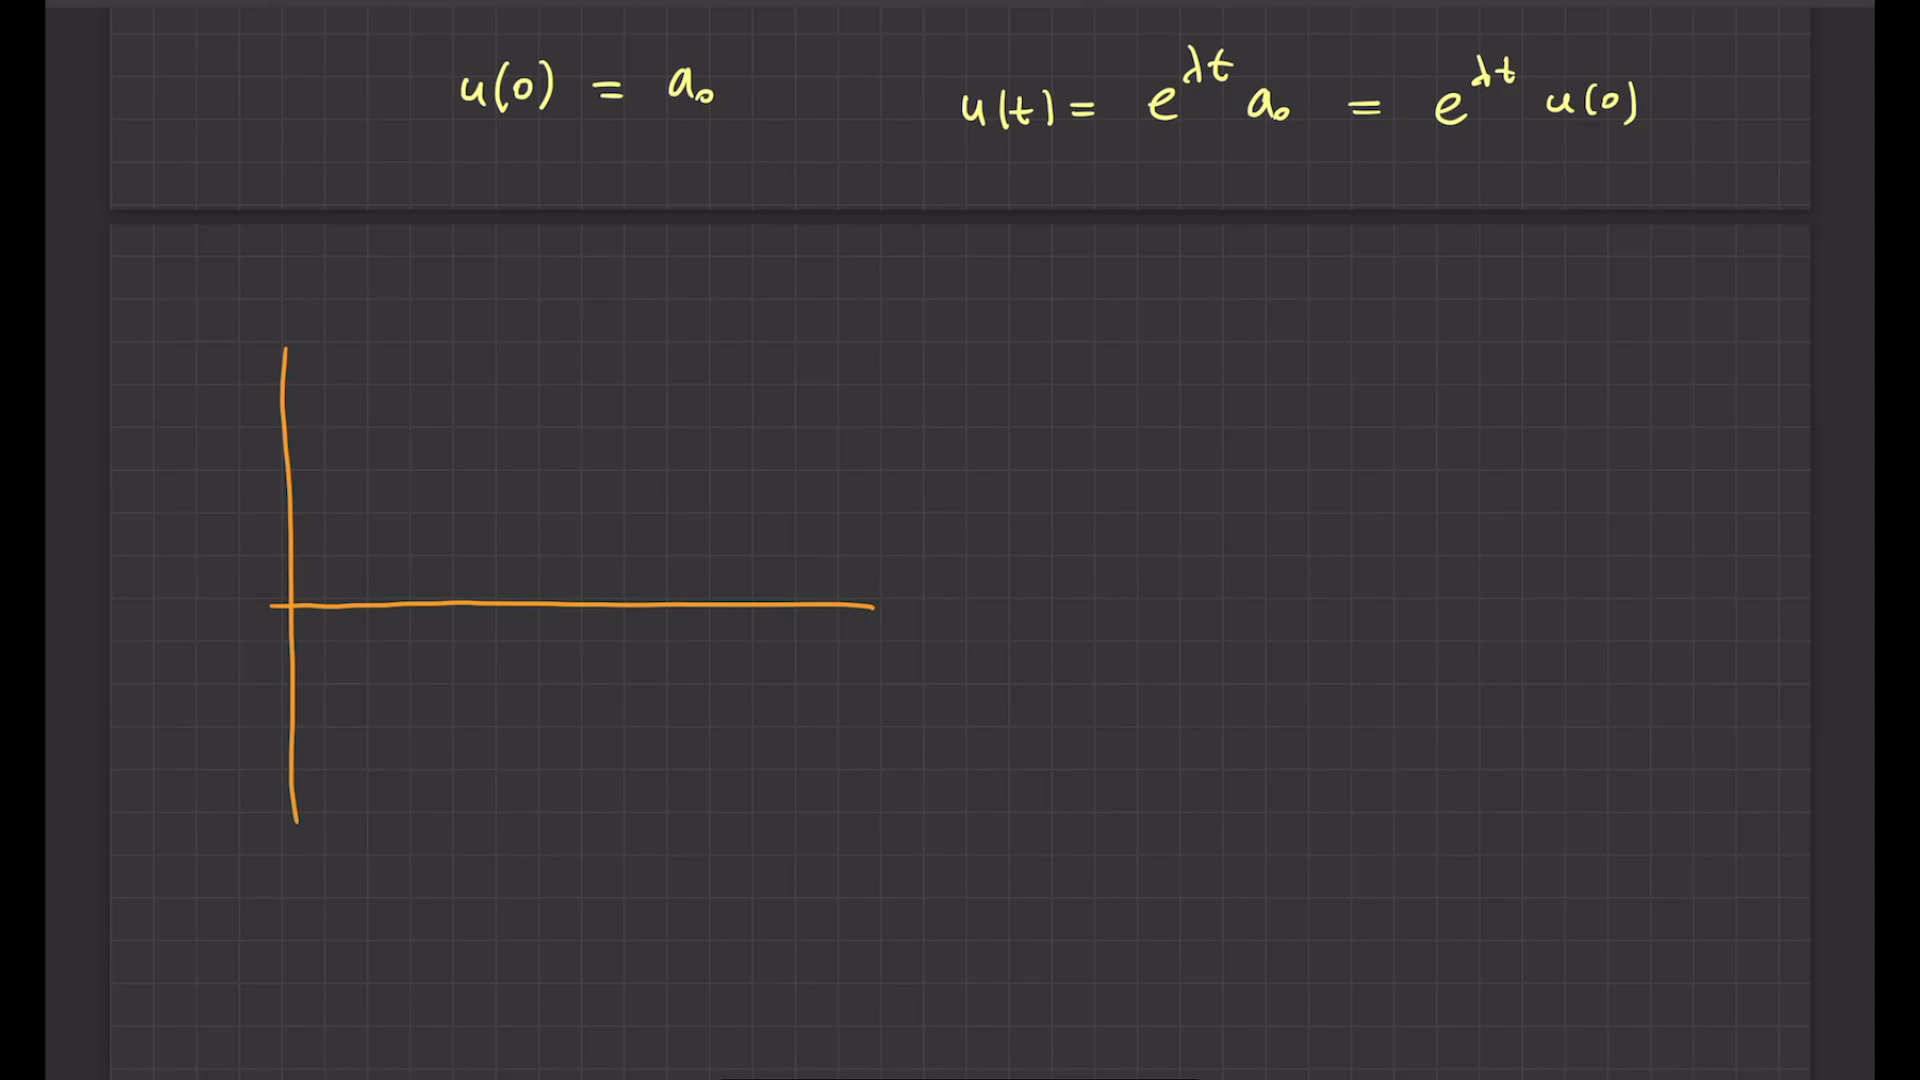 u(0) = a₀
u(t) = e^{λt} a₀ = e^{λt} u(0)